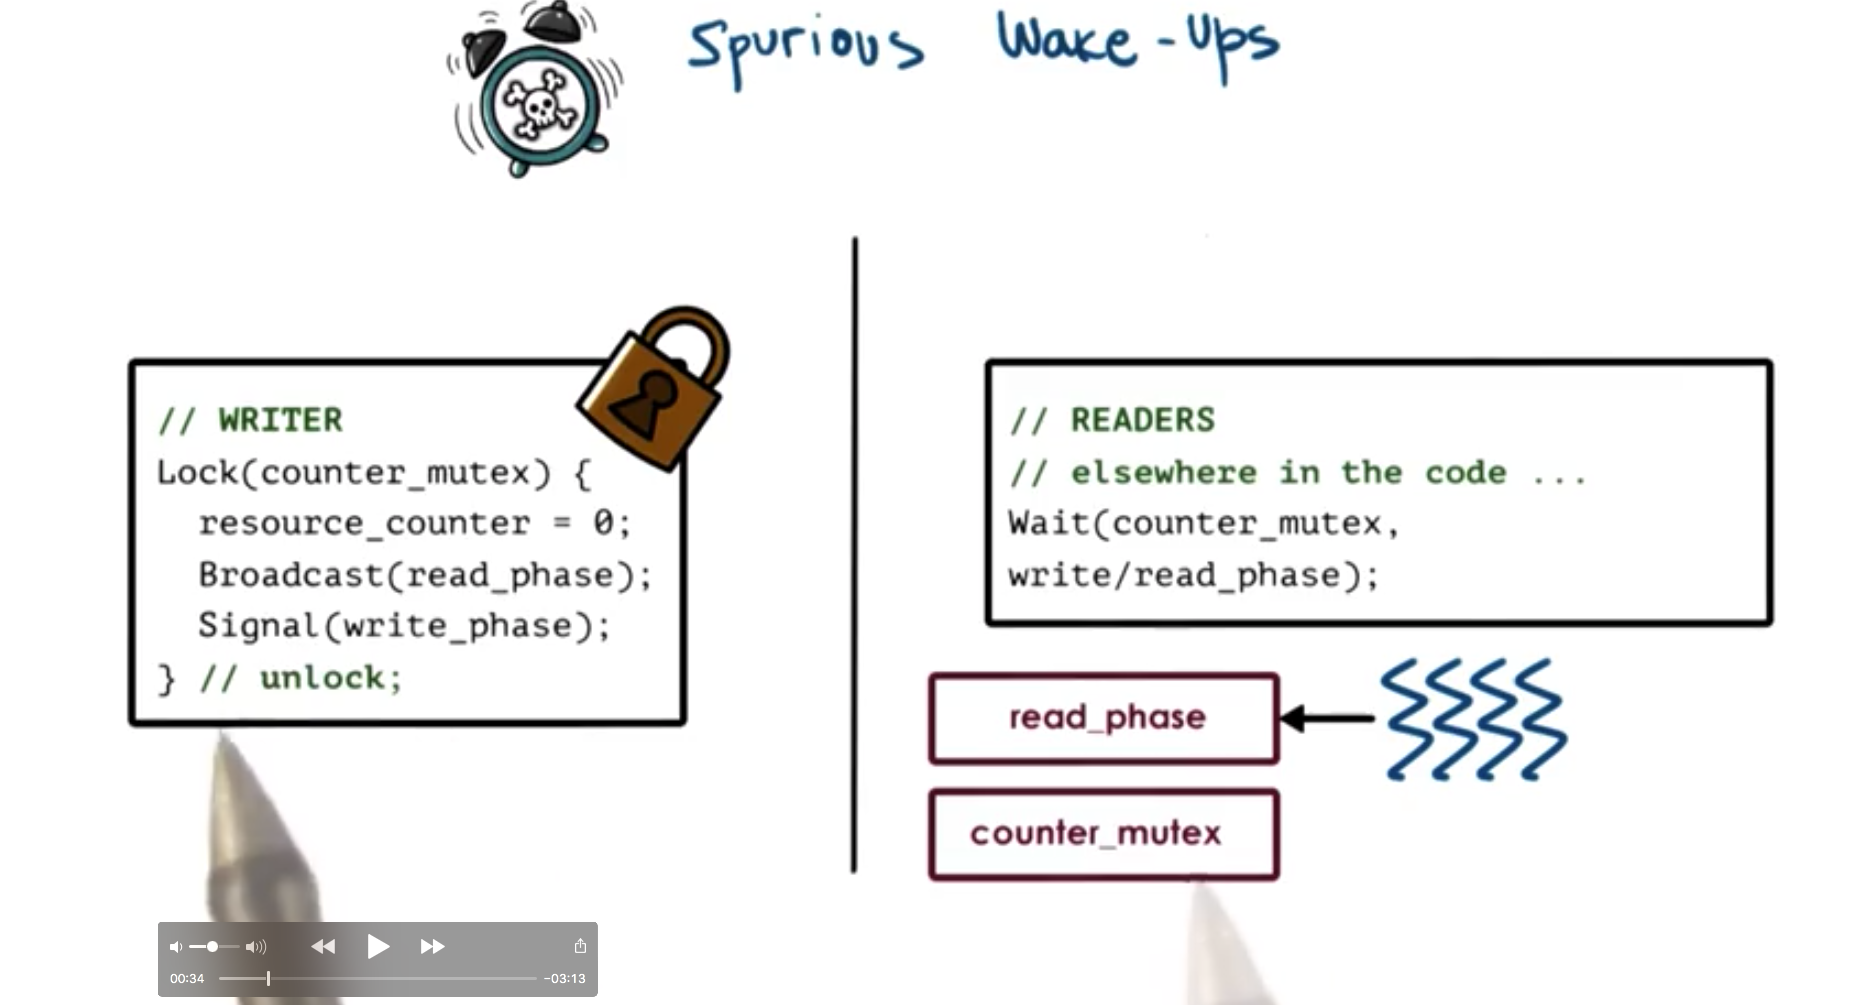 Spurious Wake-Ups
// WRITER
Lock(counter_mutex) {
resource_counter = 0;
Broadcast(read_phase);
Signal(write_phase);
} // unlock;
// READERS
// elsewhere in the code ...
Wait(counter_mutex,
write/read_phase);
read_phase
counter_mutex
00:34
-03:13